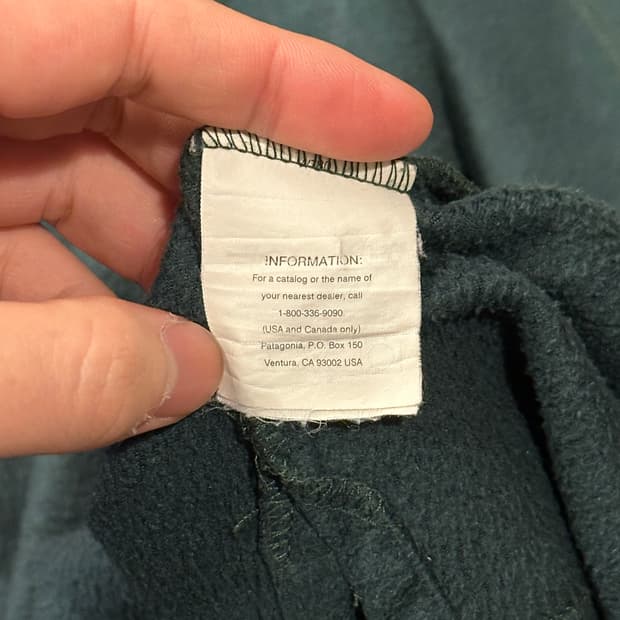 INFORMATION:
For a catalog or the name of
your nearest dealer, call
1-800-336-9090
(USA and Canada only)
Patagonia, P.O. Box 150
Ventura, CA 93002 USA